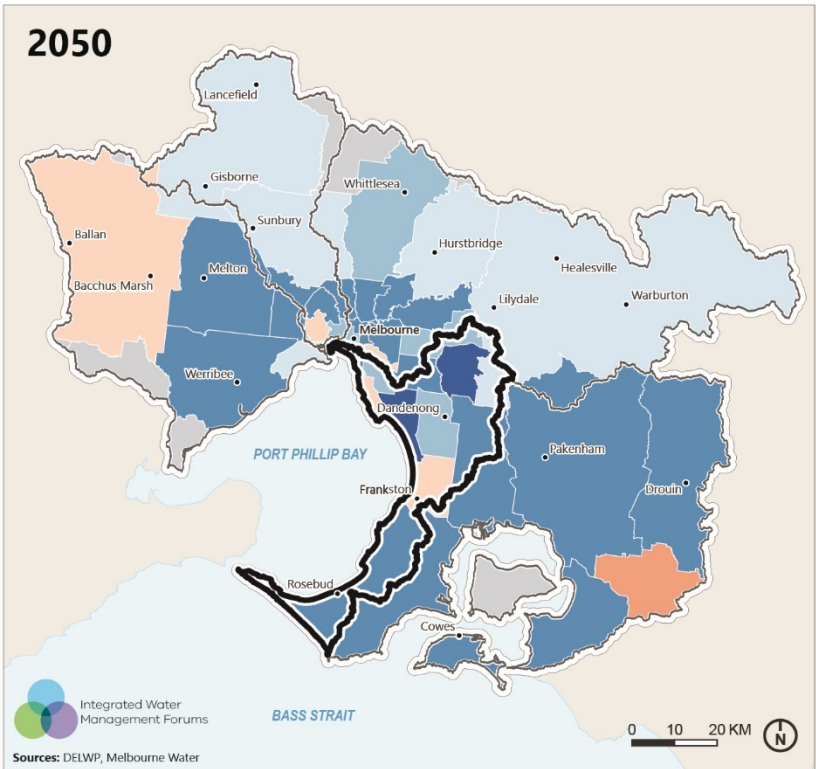 2050
Lancefield
Gisborne
Whittlesea
Sunbury
Ballan
Hurstbridge
Healesville
Melton
Bacchus Marsh
Lilydale
Warburton
Melbourne
Werribee
Dandenong
PORT PHILLIP BAY
Pakenham
Frankston
Drouin
Rosebud
Cowes
Integrated Water
Management Forums
BASS STRAIT
0 10 20 KM
N
Sources: DELWP, Melbourne Water